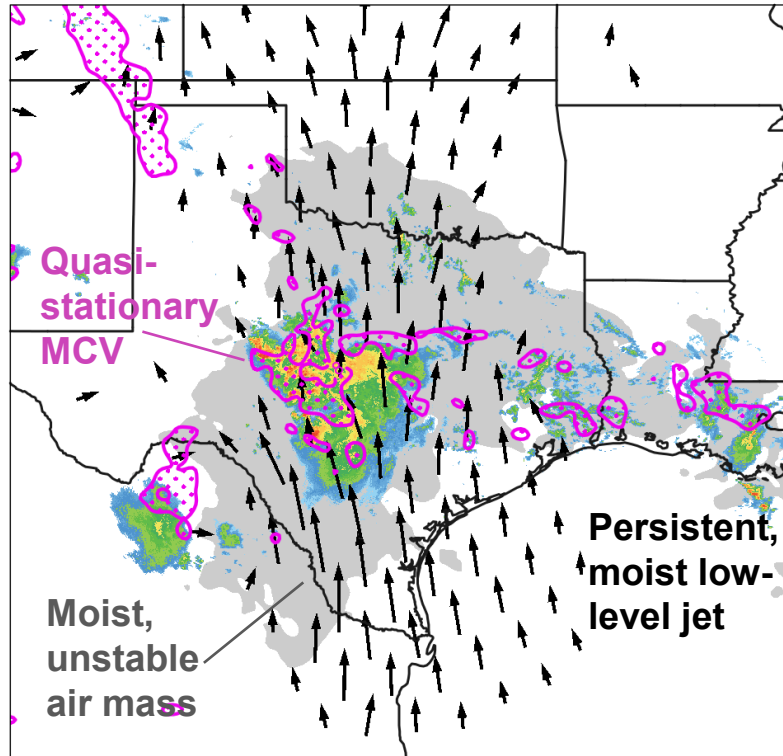 Quasi-
stationary
MCV
Persistent,
moist low-
level jet
Moist,
unstable
air mass